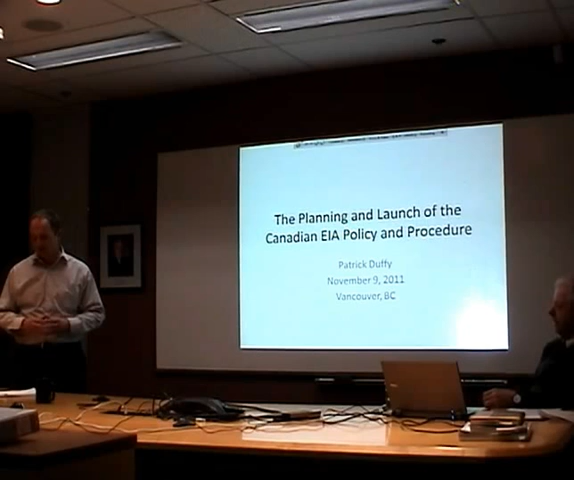 The Planning and Launch of the
Canadian EIA Policy and Procedure
Patrick Duffy
November 9, 2011
Vancouver, BC